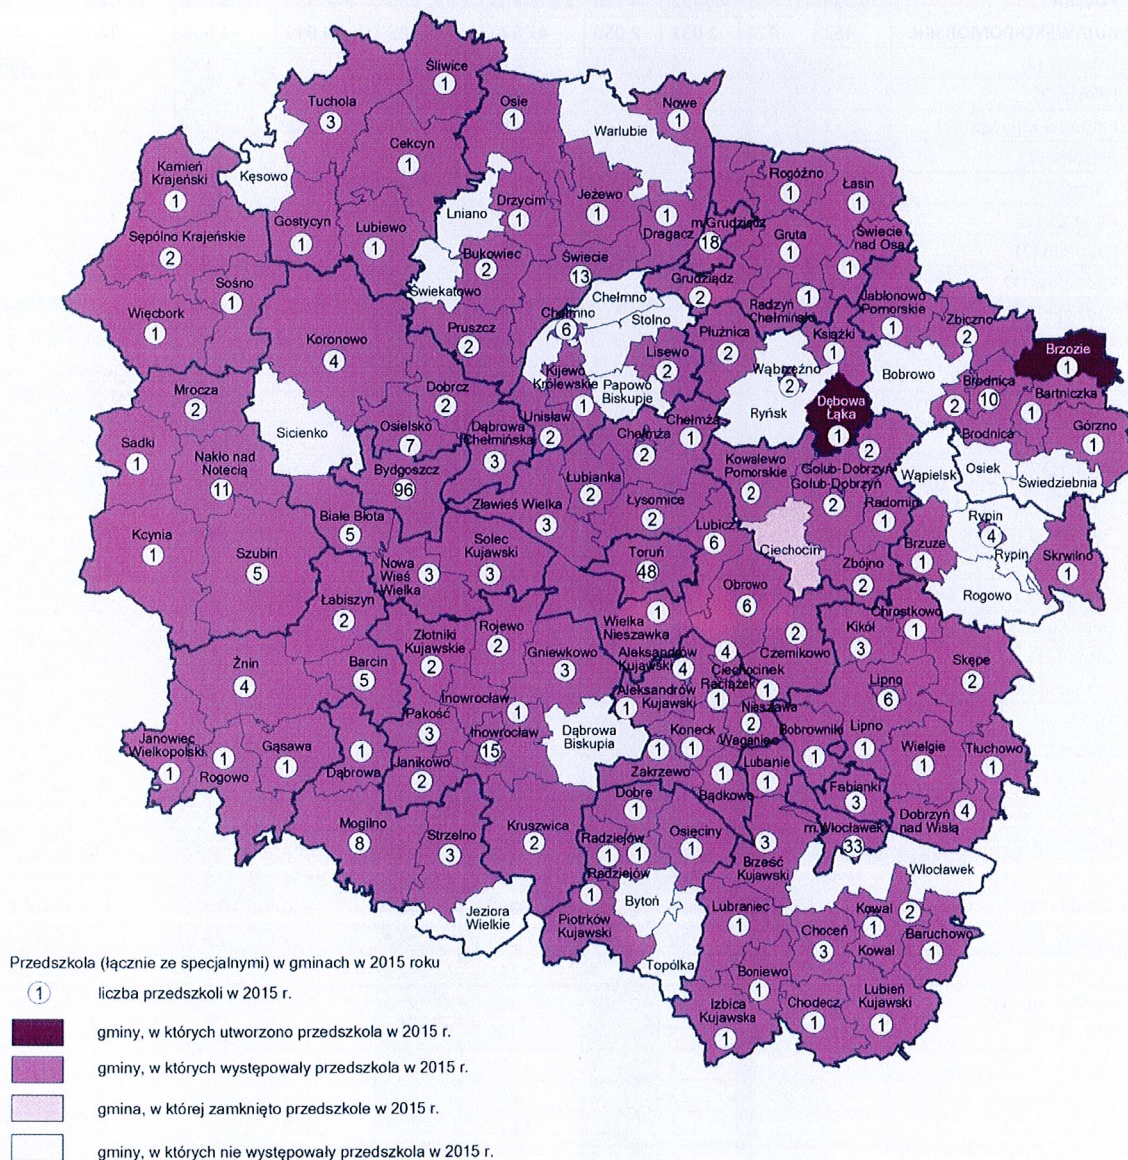 Śliwice
1
Tuchola
3
Osie
1
Nowe
1
Warlubie
Cekcyn
1
Kamień
Krajeński
1
Kęsowo
Rogóźno
1
Łasin
1
Lniano
Drzycim
1
Jeżewo
1
1
Dragacz
m.Grudziądz
18
Gostycyn
1
Lubiewo
1
Gruta
1
Świecie
nad Osą
1
Sępólno Krajeńskie
2
Bukowiec
2
Świecie
13
Grudziądz
2
Świekatowo
Sośno
1
Radzyń
Chełmiński
1
Chełmno
Więcbork
1
Chełmno
6
Stolno
Jabłonowo
Pomorskie
1
Zbiczno
2
Koronowo
4
Pruszcz
2
Płużnica
2
Książki
1
Lisewo
2
Brzozie
1
Kijewo
Królewskie
1
Papowo
Biskupie
Wąbrzeźno
2
Bobrowo
Mrocza
2
Dobrcz
2
Ryńsk
Dębowa
Łąka
1
Brodnica
10
2
Brodnica
Bartniczka
1
Sicienko
Unisław
2
Chełmża
1
Górzno
1
Osielsko
7
Dąbrowa
Chełmińska
3
Chełmża
2
Sadki
1
Nakło nad
Notecią
11
Bydgoszcz
96
Kowalewo
Pomorskie
2
2
Golub-Dobrzyń
Golub-Dobrzyń
2
Wąpielsk
Osiek
Świedziebnia
Łubianka
2
Zławieś Wielka
3
Łysomice
2
Radomin
1
Rypin
4
Rypin
Białe Błota
5
Lubicz
6
Kcynia
1
Szubin
5
Solec
Kujawski
3
Ciechocin
Brzuze
1
Skrwilno
1
Nowa
Wieś
Wielka
3
Toruń
48
Zbójno
2
Rogowo
Obrowo
6
Łabiszyn
2
Wielka
Nieszawka
1
Chrostkowo
1
Złotniki
Kujawskie
2
Rojewo
2
Gniewkowo
3
2
Czernikowo
Kikół
3
Żnin
4
Barcin
5
Aleksandrów
Kujawski
4
4
Ciechocinek
Skępe
2
Raciążek
1
1
Lipno
6
Inowrocław
1
Aleksandrów
Kujawski
1
Nieszawa
2
Waganiec
Pakość
3
Inowrocław
15
Dąbrowa
Biskupia
Koneck
1
Bobrowniki
1
Lipno
1
Wielgie
1
Tłuchowo
1
Janowiec
Wielkopolski
1
1
Rogowo
Gąsawa
1
1
Dąbrowa
Janikowo
2
1
Zakrzewo
1
Bądkowo
Lubanie
1
Fabianki
3
4
Dobrzyń
nad Wisłą
Dobre
1
Mogilno
8
Strzelno
3
Kruszwica
2
Radziejów
1
1
Radziejów
Osięciny
1
3
Brześć
Kujawski
m.Włocławek
33
Włocławek
1
Piotrków
Kujawski
Bytoń
Jeziora
Wielkie
Lubraniec
1
Choceń
3
Kowal
1
Kowal
2
Baruchowo
1
Topólka
Boniewo
1
Izbica
Kujawska
1
Chodecz
1
Lubień
Kujawski
1
Przedszkola (łącznie ze specjalnymi) w gminach w 2015 roku
1 liczba przedszkoli w 2015 r.
gminy, w których utworzono przedszkola w 2015 r.
gminy, w których występowały przedszkola w 2015 r.
gmina, w której zamknięto przedszkole w 2015 r.
gminy, w których nie występowały przedszkola w 2015 r.